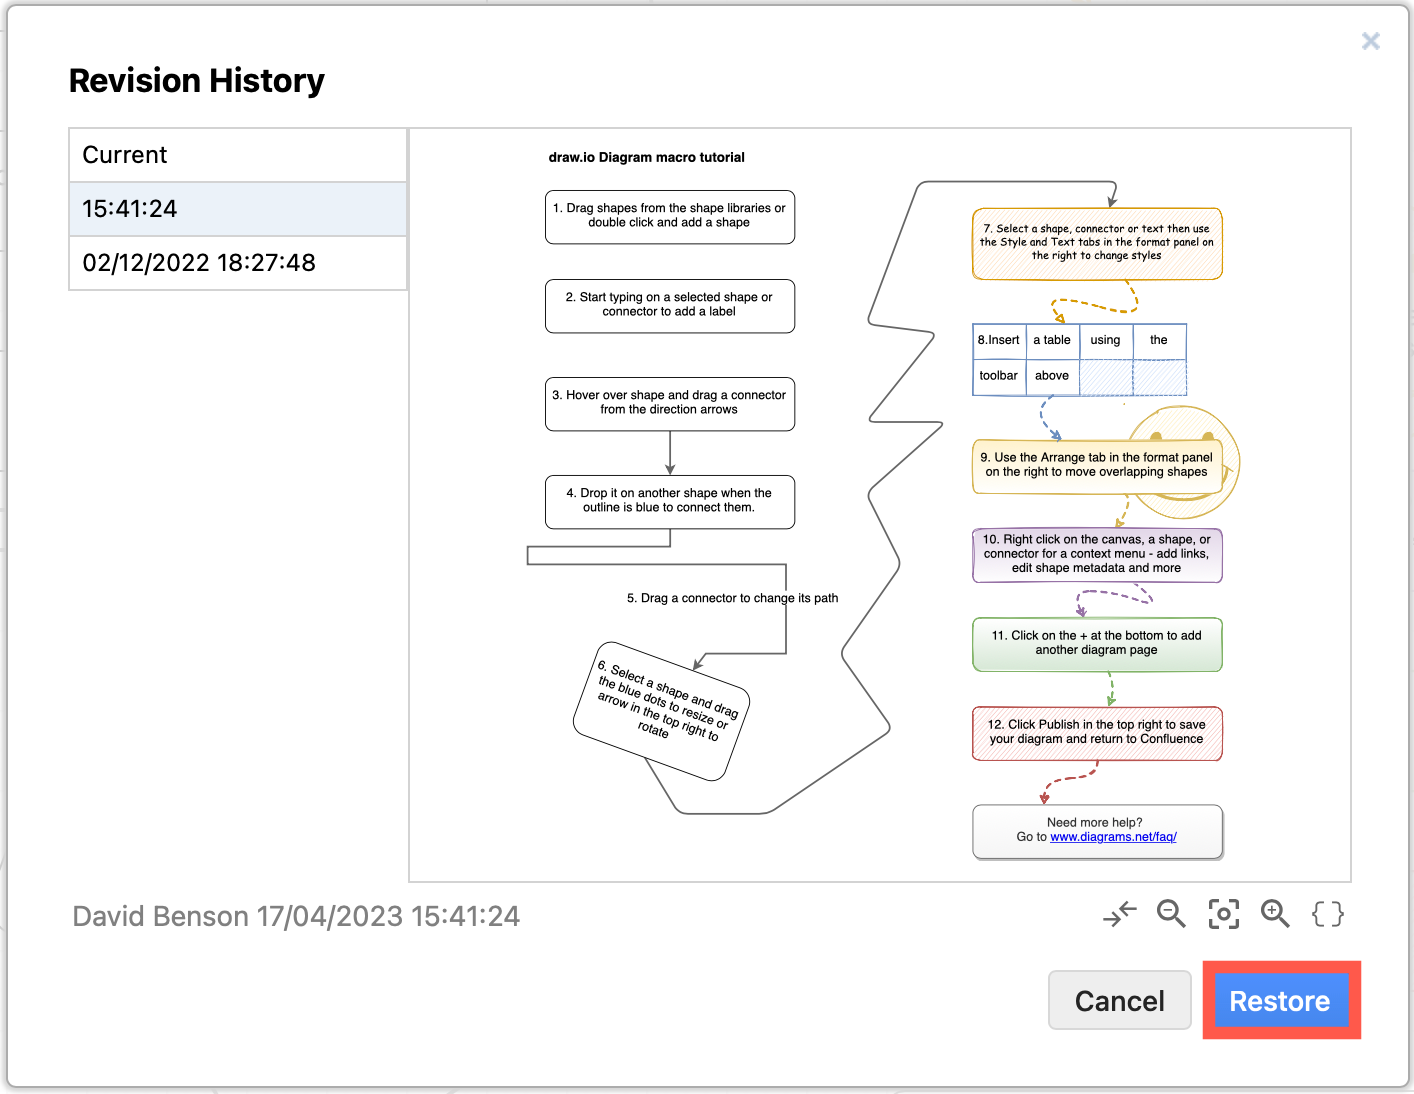 Revision History
Current
15:41:24
02/12/2022 18:27:48
draw.io Diagram macro tutorial
1. Drag shapes from the shape libraries or
double click and add a shape
2. Start typing on a selected shape or
connector to add a label
3. Hover over shape and drag a connector
from the direction arrows
4. Drop it on another shape when the
outline is blue to connect them.
5. Drag a connector to change its path
6. Select a shape and drag
the blue dots to resize or
arrow in the top right to
rotate
7. Select a shape, connector or text then use
the Style and Text tabs in the format panel on
the right to change styles
8.Insert a table using the
toolbar above
9. Use the Arrange tab in the format panel
on the right to move overlapping shapes
10. Right click on the canvas, a shape, or
connector for a context menu - add links,
edit shape metadata and more
11. Click on the + at the bottom to add
another diagram page
12. Click Publish in the top right to save
your diagram and return to Confluence
Need more help?
Go to www.diagrams.net/faq/
David Benson 17/04/2023 15:41:24
Cancel
Restore